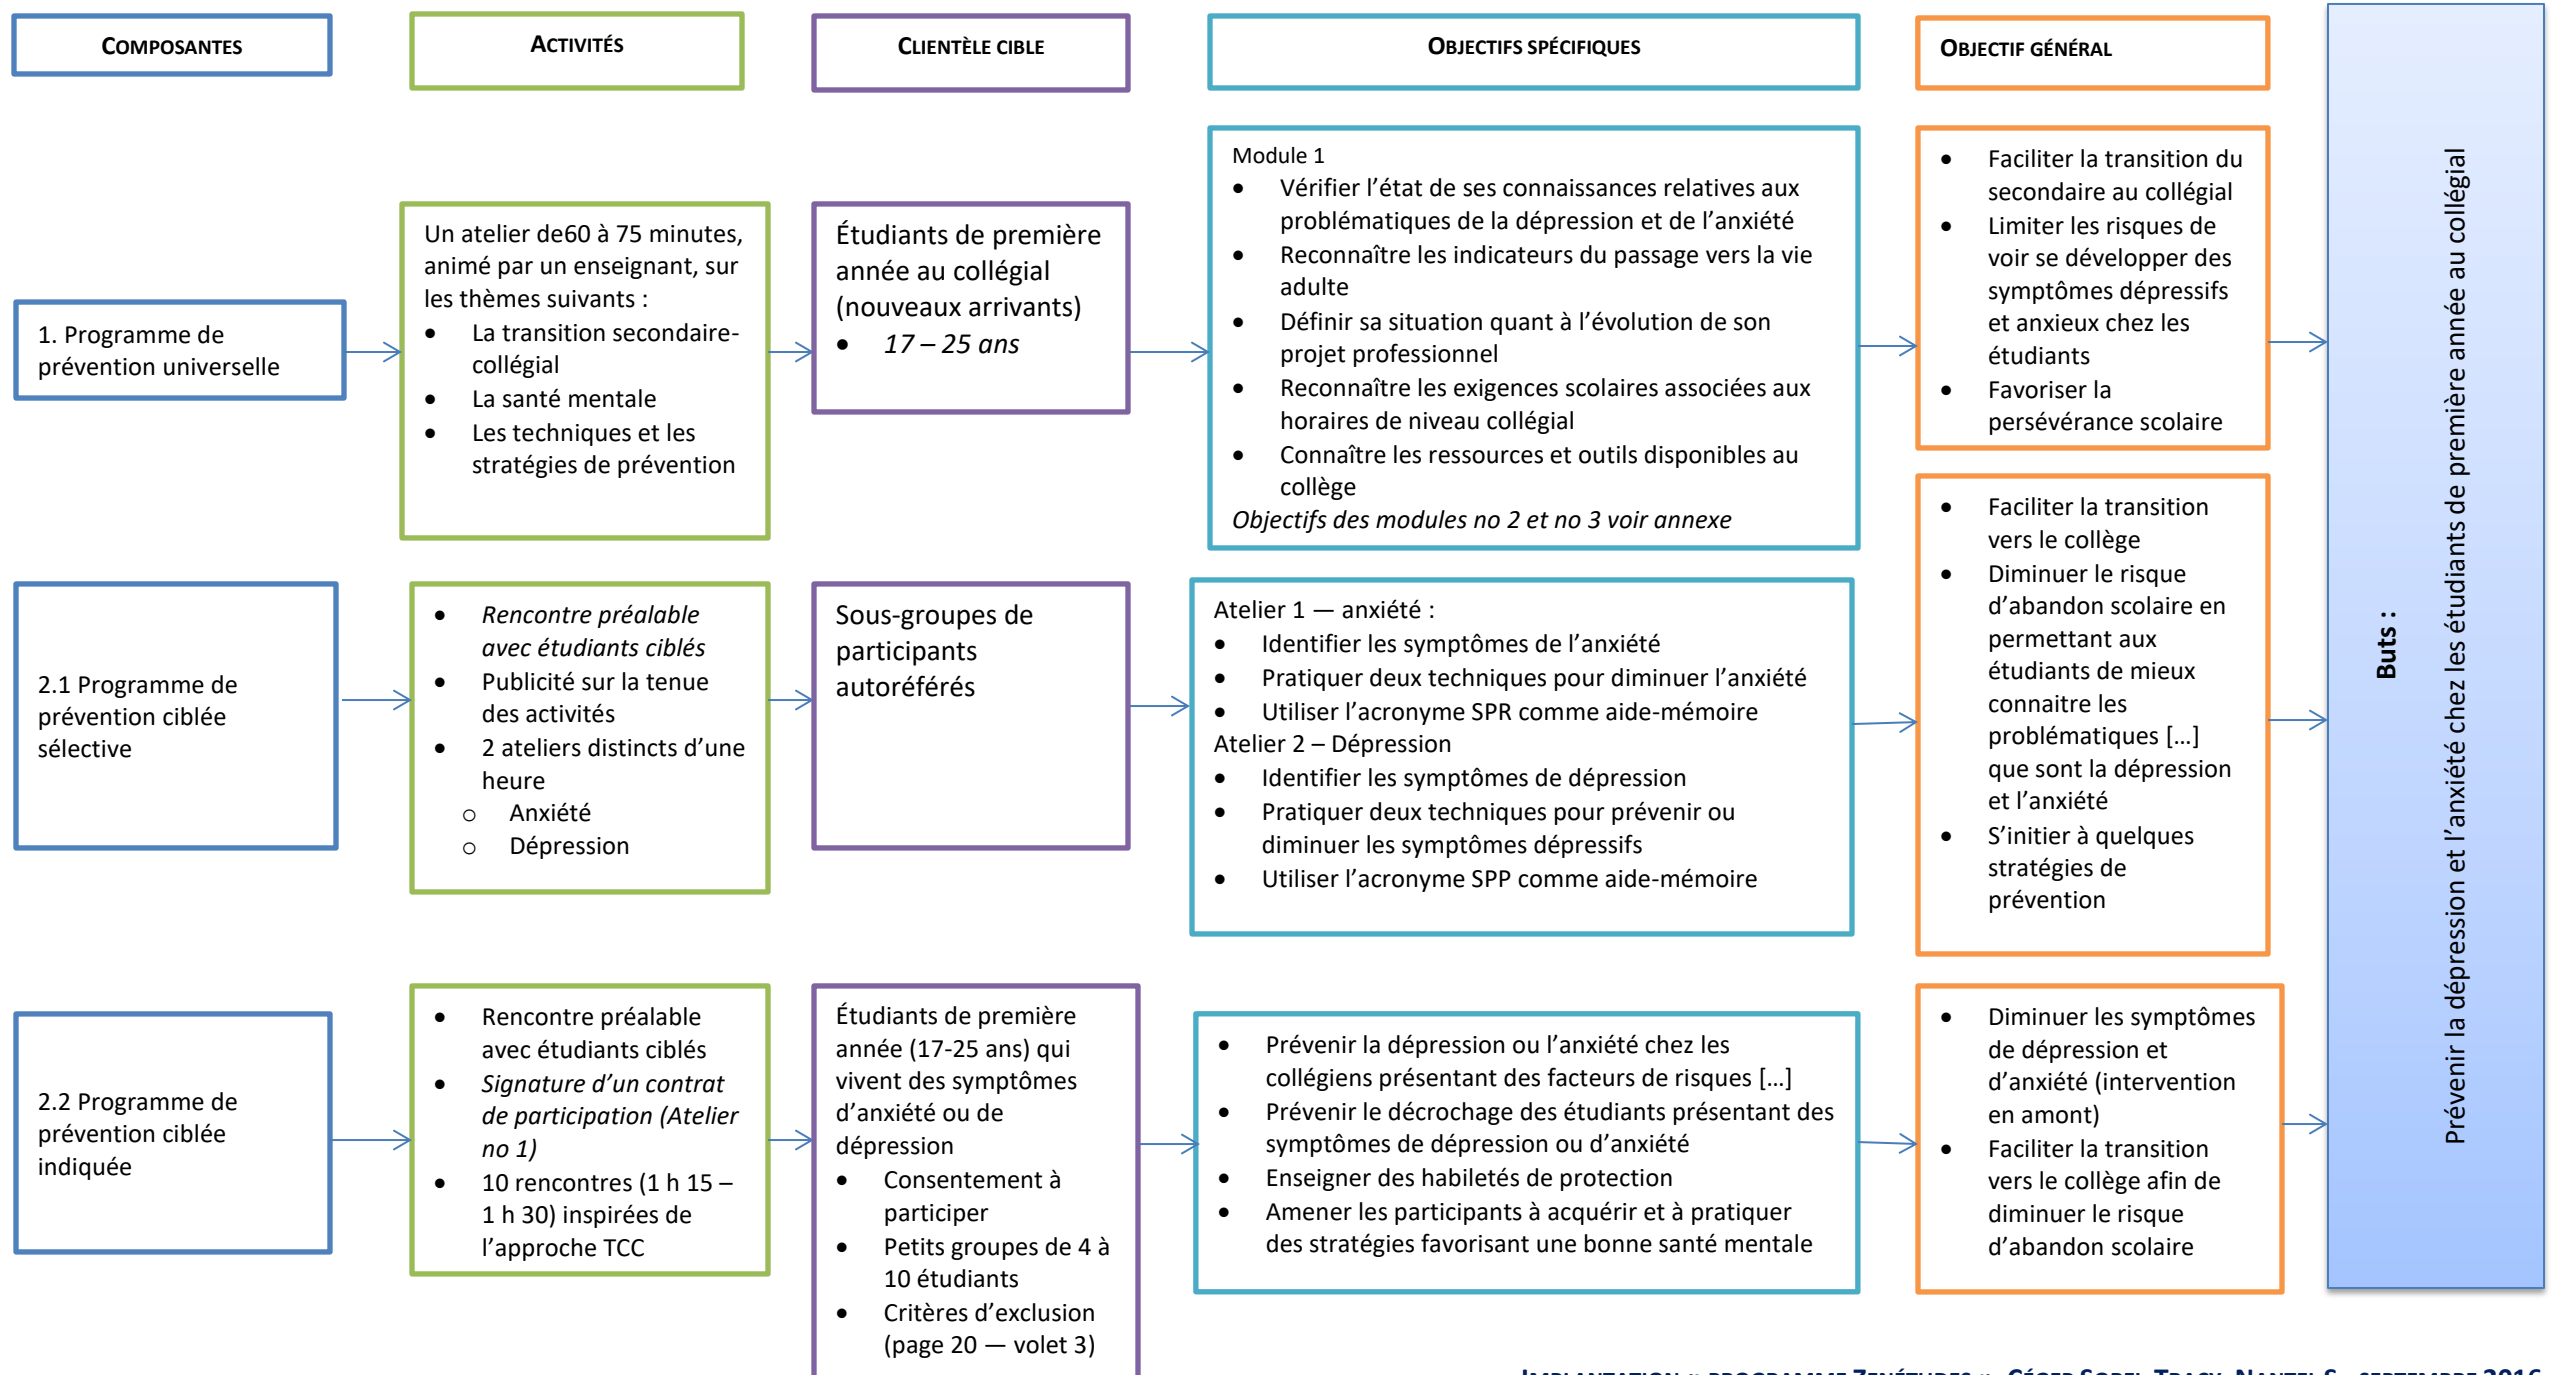 COMPOSANTES
ACTIVITÉS
CLIENTÈLE CIBLE
OBJECTIFS SPÉCIFIQUES
OBJECTIF GÉNÉRAL
1. Programme de
prévention universelle
Un atelier de60 à 75 minutes,
animé par un enseignant, sur
les thèmes suivants :
• La transition secondaire-
collégial
• La santé mentale
• Les techniques et les
stratégies de prévention
Étudiants de première
année au collégial
(nouveaux arrivants)
• 17 – 25 ans
Module 1
• Vérifier l’état de ses connaissances relatives aux
problématiques de la dépression et de l’anxiété
• Reconnaître les indicateurs du passage vers la vie
adulte
• Définir sa situation quant à l’évolution de son
projet professionnel
• Reconnaître les exigences scolaires associées aux
horaires de niveau collégial
• Connaître les ressources et outils disponibles au
collège
Objectifs des modules no 2 et no 3 voir annexe
• Faciliter la transition du
secondaire au collégial
• Limiter les risques de
voir se développer des
symptômes dépressifs
et anxieux chez les
étudiants
• Favoriser la
persévérance scolaire
2.1 Programme de
prévention ciblée
sélective
• Rencontre préalable
avec étudiants ciblés
• Publicité sur la tenue
des activités
• 2 ateliers distincts d’une
heure
o Anxiété
o Dépression
Sous-groupes de
participants
autoréférés
Atelier 1 — anxiété :
• Identifier les symptômes de l’anxiété
• Pratiquer deux techniques pour diminuer l’anxiété
• Utiliser l’acronyme SPR comme aide-mémoire
Atelier 2 – Dépression
• Identifier les symptômes de dépression
• Pratiquer deux techniques pour prévenir ou
diminuer les symptômes dépressifs
• Utiliser l’acronyme SPP comme aide-mémoire
• Faciliter la transition
vers le collège
• Diminuer le risque
d’abandon scolaire en
permettant aux
étudiants de mieux
connaitre les
problématiques […]
que sont la dépression
et l’anxiété
• S’initier à quelques
stratégies de
prévention
2.2 Programme de
prévention ciblée
indiquée
• Rencontre préalable
avec étudiants ciblés
• Signature d’un contrat
de participation (Atelier
no 1)
• 10 rencontres (1 h 15 –
1 h 30) inspirées de
l’approche TCC
Étudiants de première
année (17-25 ans) qui
vivent des symptômes
d’anxiété ou de
dépression
• Consentement à
participer
• Petits groupes de 4 à
10 étudiants
• Critères d’exclusion
(page 20 — volet 3)
• Prévenir la dépression ou l’anxiété chez les
collégiens présentant des facteurs de risques […]
• Prévenir le décrochage des étudiants présentant des
symptômes de dépression ou d’anxiété
• Enseigner des habiletés de protection
• Amener les participants à acquérir et à pratiquer
des stratégies favorisant une bonne santé mentale
• Diminuer les symptômes
de dépression et
d’anxiété (intervention
en amont)
• Faciliter la transition
vers le collège afin de
diminuer le risque
d’abandon scolaire
Buts :
Prévenir la dépression et l’anxiété chez les étudiants de première année au collégial
IMPLANTATION « PROGRAMME ZENÉTUDES », CÉGEP SOREL-TRACY, NANTEL S., SEPTEMBRE 2016